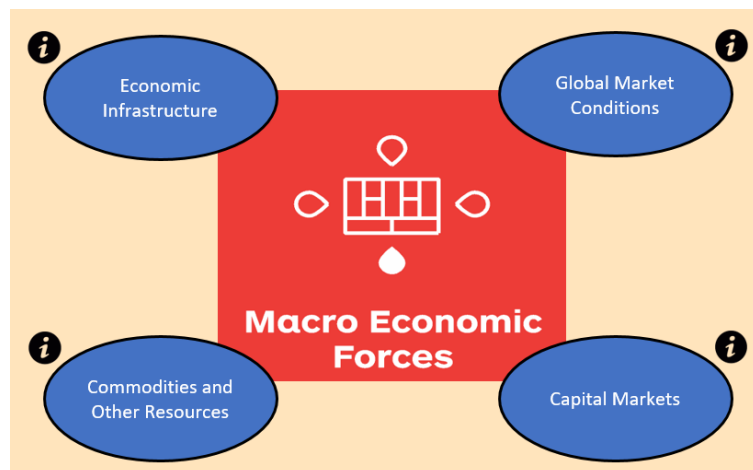 Economic
Infrastructure
Global Market
Conditions
Macro Economic
Forces
Commodities and
Other Resources
Capital Markets
i
i
i
i